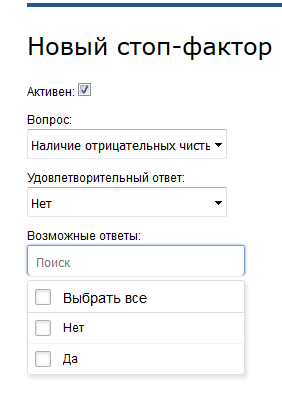 Новый стоп-фактор
Активен:
Вопрос:
Наличие отрицательных чисть
Удовлетворительный ответ:
Нет
Возможные ответы:
Поиск
Выбрать все
Нет
Да